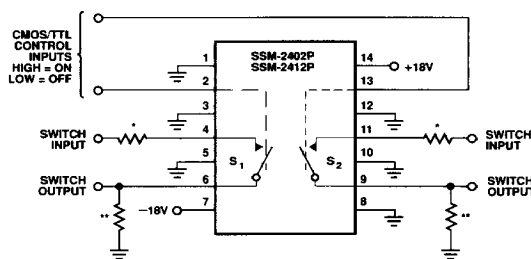 CMOS/TTL
CONTROL
INPUTS
HIGH = ON
LOW = OFF
SSM-2402P
SSM-2412P
1
14
+18V
2
13
3
12
SWITCH
INPUT
*
4
11
*
SWITCH
INPUT
5
S1
S2
10
SWITCH
OUTPUT
6
9
SWITCH
OUTPUT
**
-18V
7
8
**